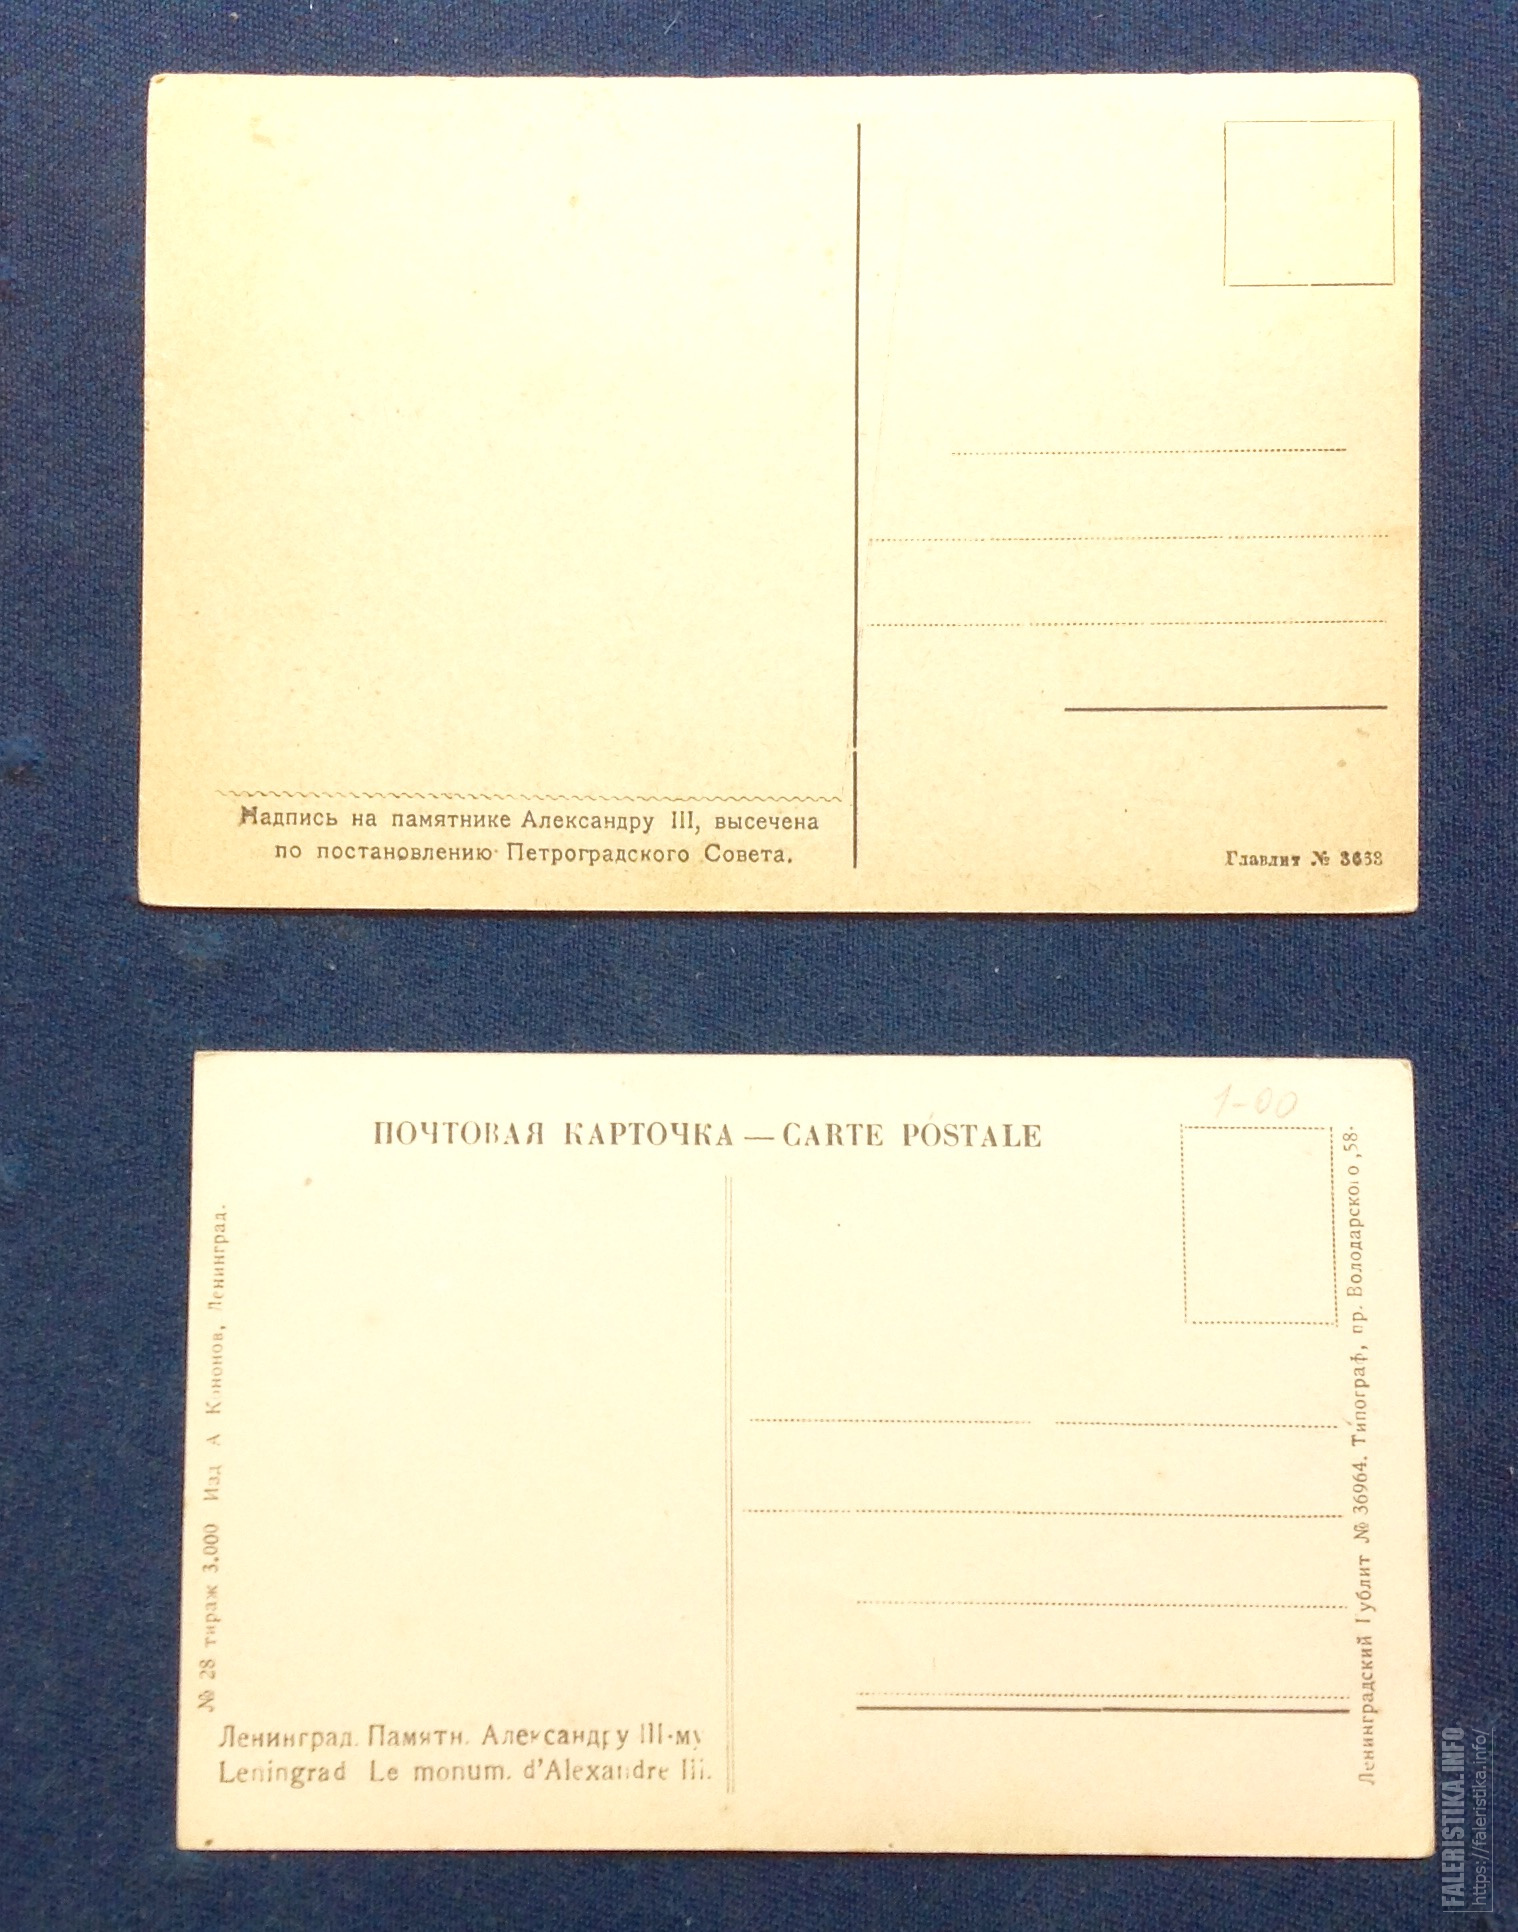 Надпись на памятнике Александру III, высечена
по постановлению Петроградского Совета.
Главлит № 3633
1-00
ПОЧТОВАЯ КАРТОЧКА — CARTE POSTALE
№ 28 тираж 3.000 Изд А Кононов, Ленинград.
Ленинград. Памятн. Александру III-му
Leningrad Le monum. d'Alexandre Iii.
Ленинградский Гублит № 36964. Типограф, пр. Володарского ,58.
FALERISTIKA.INFO
https://faleristika.info/